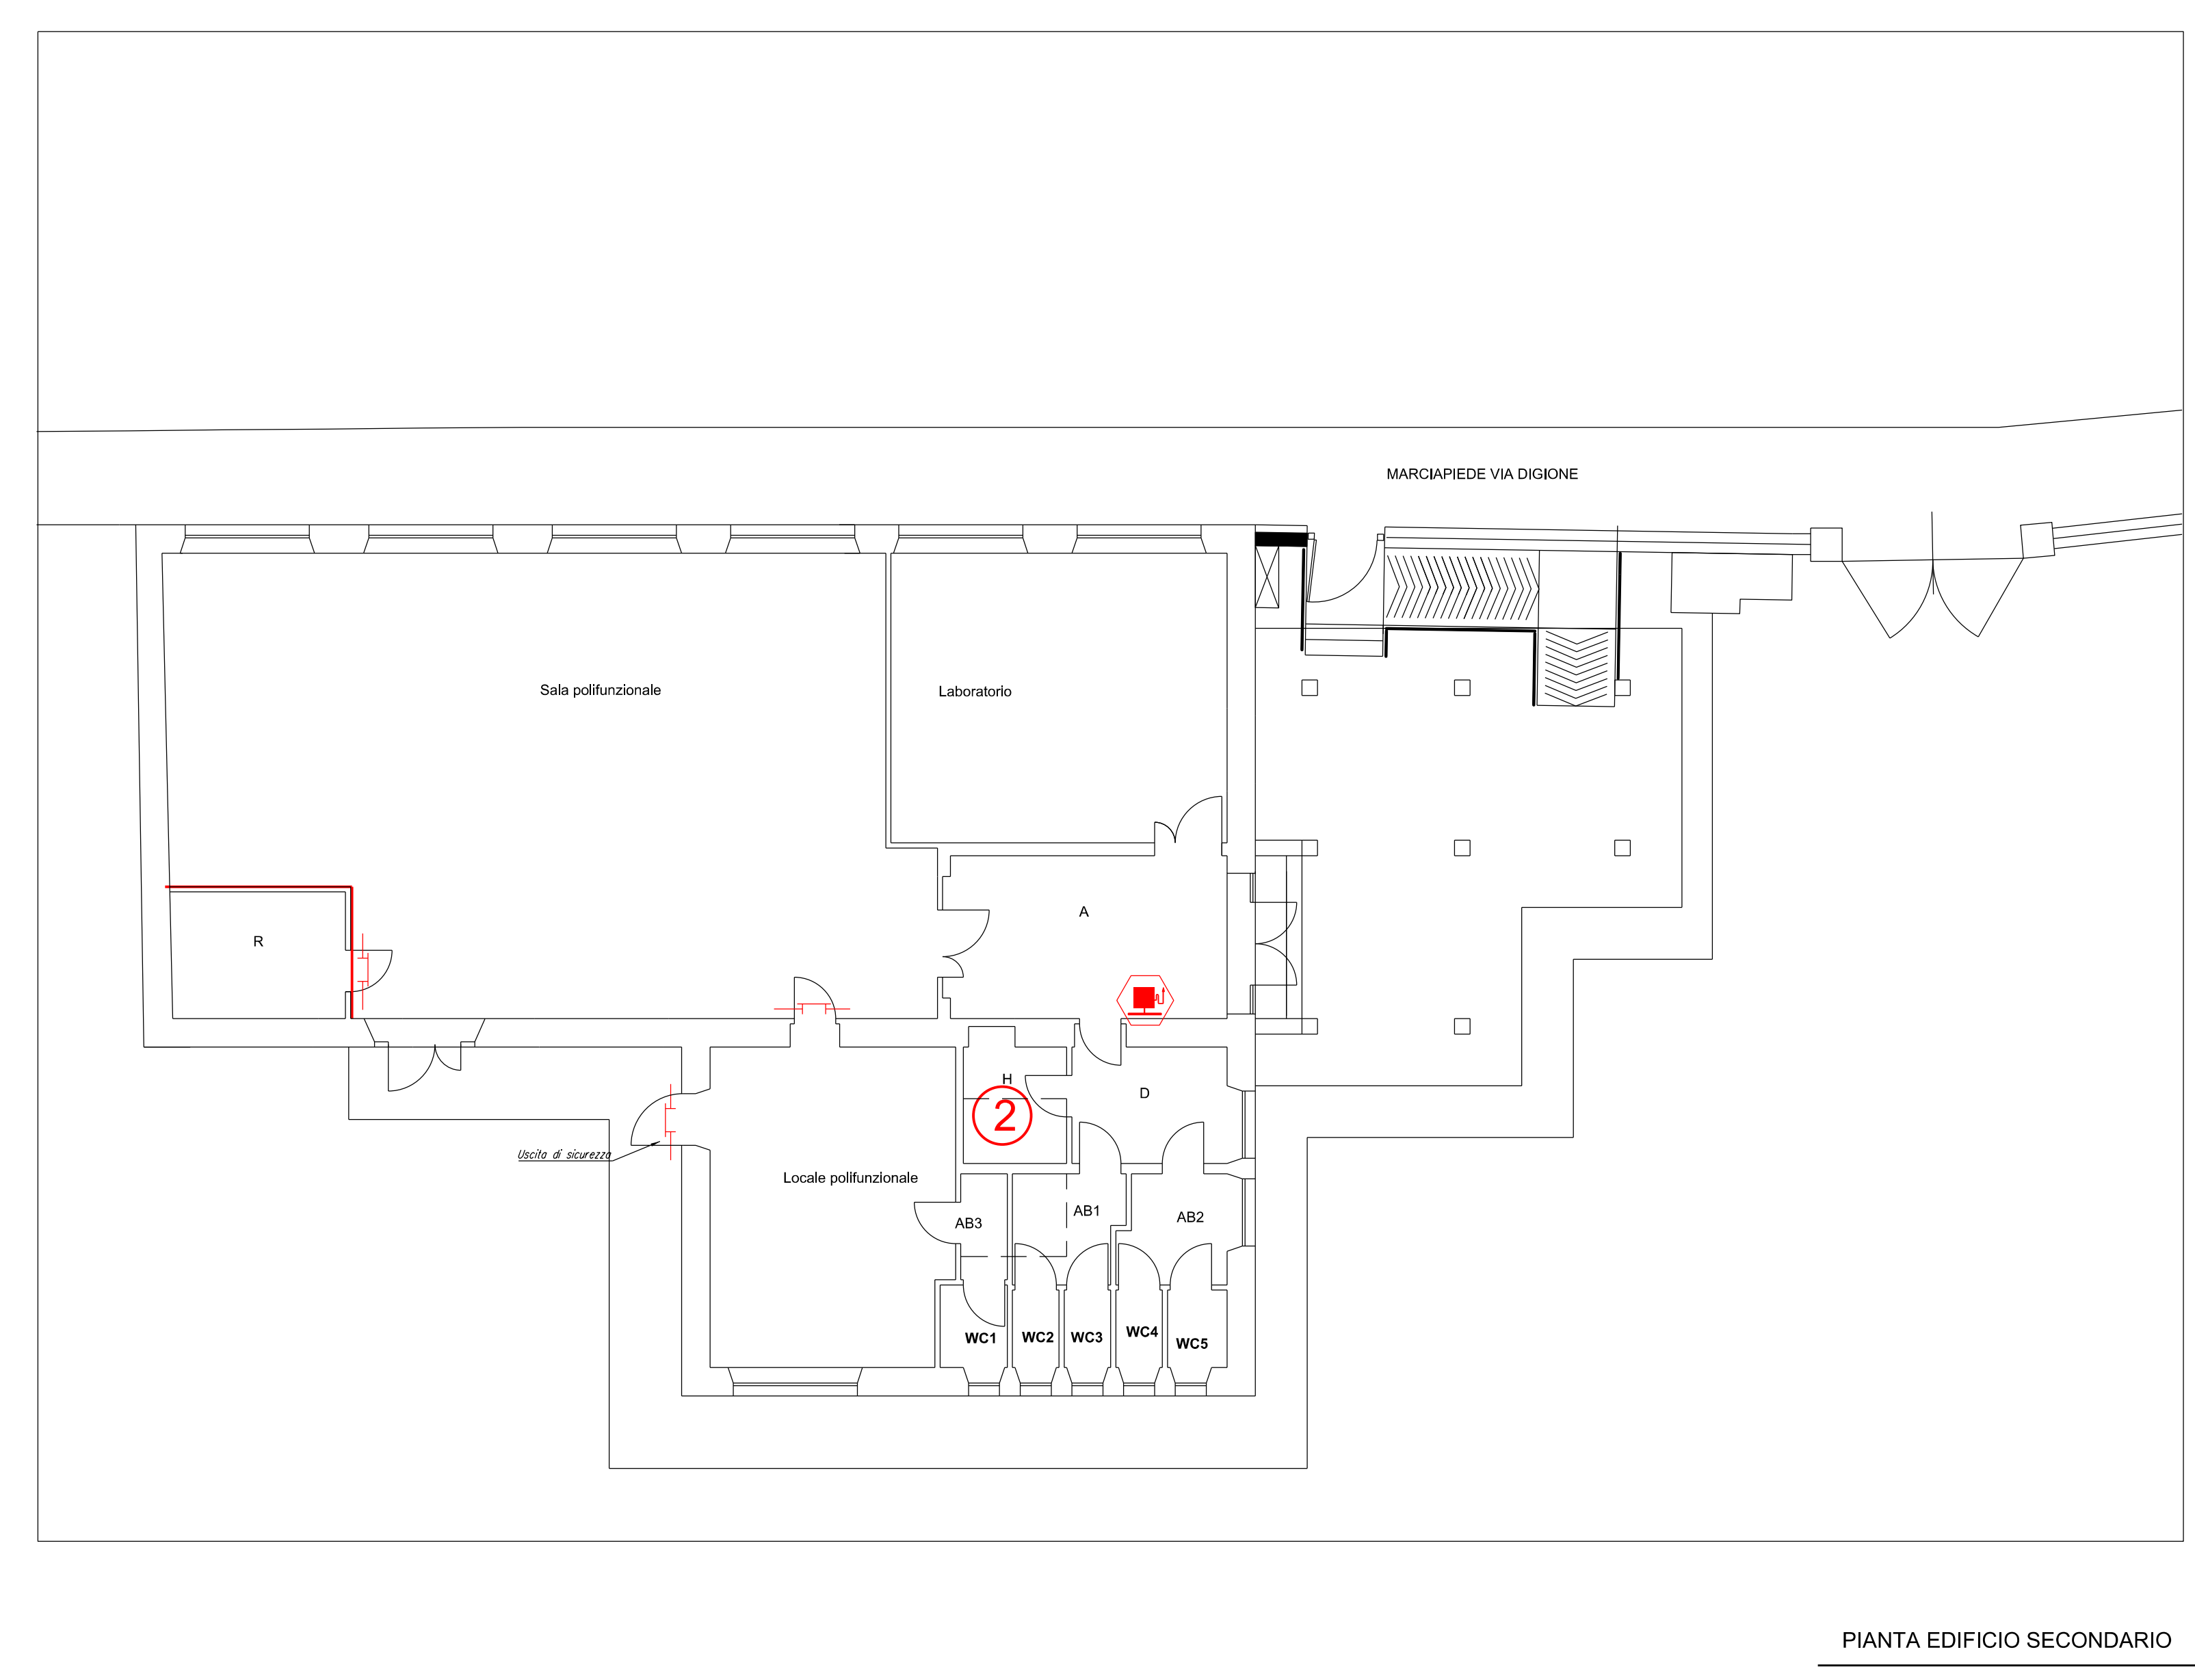 MARCIAPIEDE VIA DIGIONE
Sala polifunzionale
Laboratorio
A
R
H
2
D
Uscita di sicurezza
Locale polifunzionale
AB3
AB1
AB2
WC1
WC2
WC3
WC4
WC5
PIANTA EDIFICIO SECONDARIO